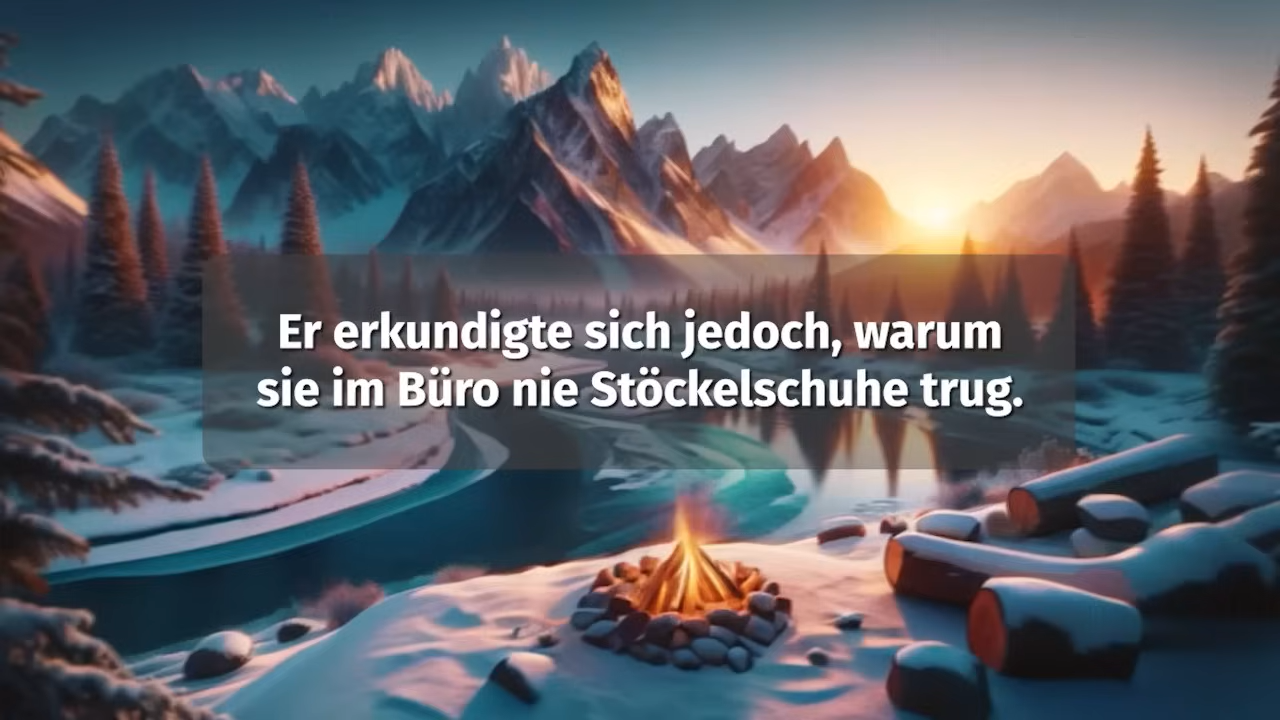 Er erkundigte sich jedoch, warum
sie im Büro nie Stöckelschuhe trug.